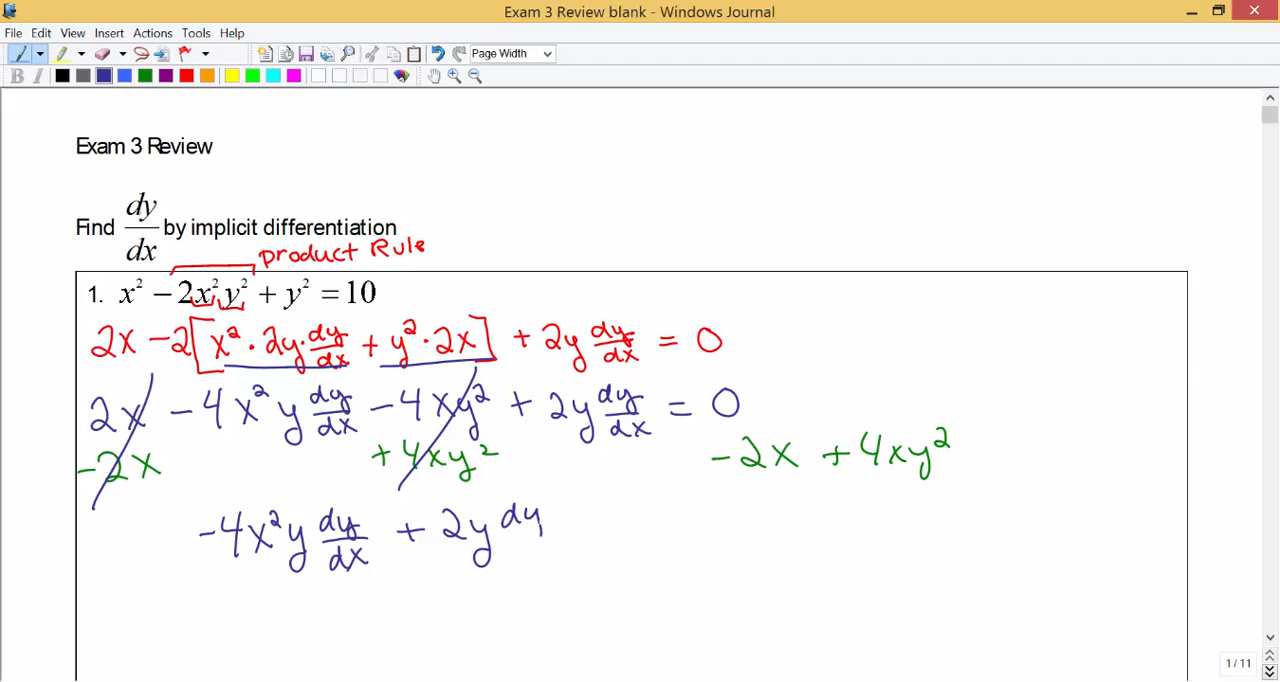 Exam 3 Review blank - Windows Journal
File Edit View Insert Actions Tools Help
Page Width
B I
Exam 3 Review
Find dy/dx by implicit differentiation
product Rule
1. x² − 2x²y² + y² = 10
2x −2[x² · 2y · dy/dx + y² · 2x] + 2y dy/dx = 0
2x − 4x²y dy/dx − 4xy² + 2y dy/dx = 0
−2x +4xy² −2x +4xy²
−4x²y dy/dx + 2y dy
1 / 11